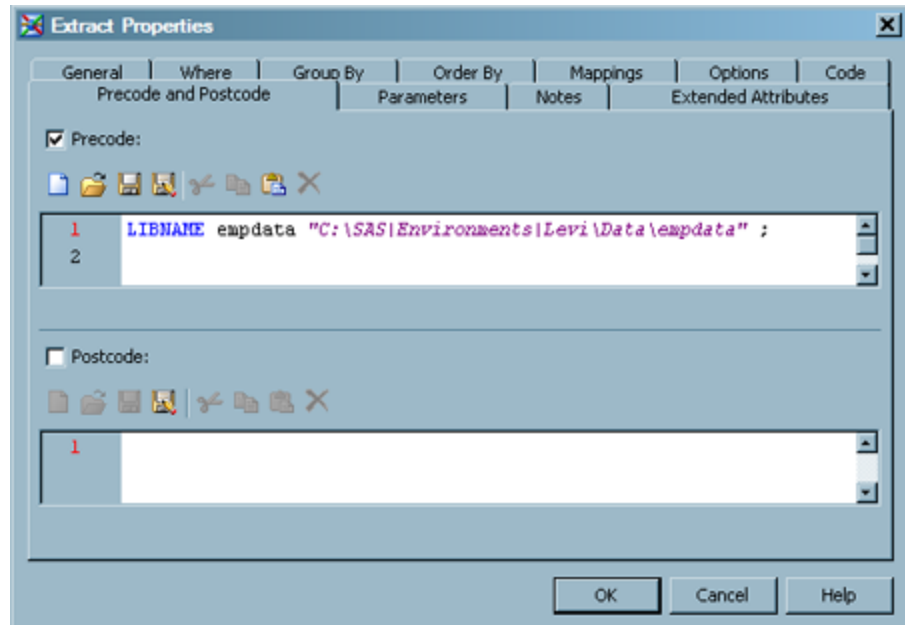 Extract Properties
General Where Group By Order By Mappings Options Code
Precode and Postcode Parameters Notes Extended Attributes
Precode:
1 LIBNAME empdata "C:\SAS|Environments|Levi\Data\empdata" ;
2
Postcode:
1
OK Cancel Help